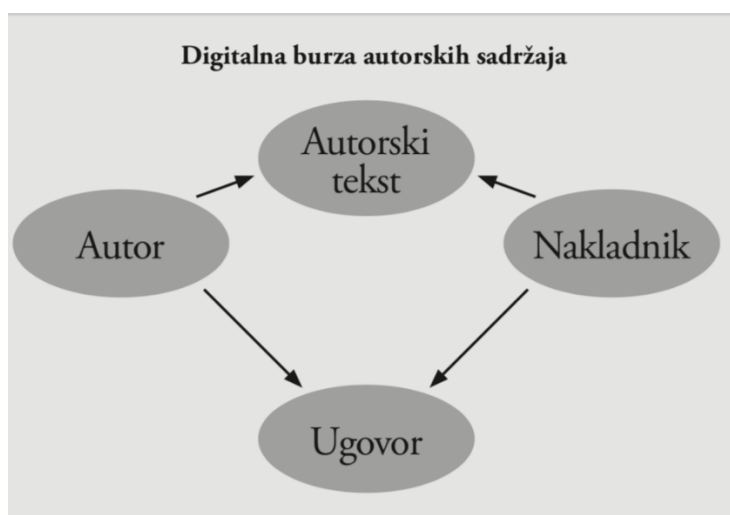 Digitalna burza autorskih sadržaja
Autorski
tekst
Autor
Nakladnik
Ugovor